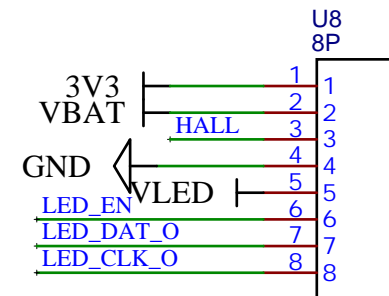 U8
8P
3V3 1 1
VBAT 2 2
HALL 3 3
GND 4 4
VLED 5 5
LED_EN 6 6
LED_DAT_O 7 7
LED_CLK_O 8 8